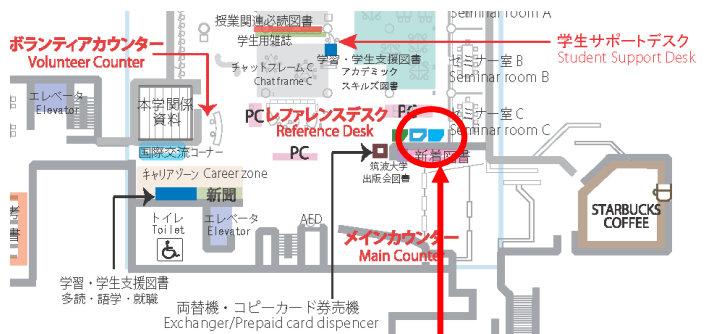 Seminar room A
授業関連必読図書
学生用雑誌
ボランティアカウンター
Volunteer Counter
学生サポートデスク
Student Support Desk
学習・学生支援図書
アカデミック
スキルズ図書
チャットフレーム C
Chatframe C
セミナー室 B
Seminar room B
エレベータ
Elevator
本学関係
資料
PC
レファレンスデスク
Reference Desk
PC
セミナー室 C
Seminar room C
国際交流コーナー
PC
新着図書
筑波大学
出版会図書
キャリアゾーン Career zone
新聞
トイレ
Toilet
エレベータ
Elevator
AED
メインカウンター
Main Counter
STARBUCKS
COFFEE
学習・学生支援図書
多読・語学・就職
両替機・コピーカード券売機
Exchanger/Prepaid card dispencer